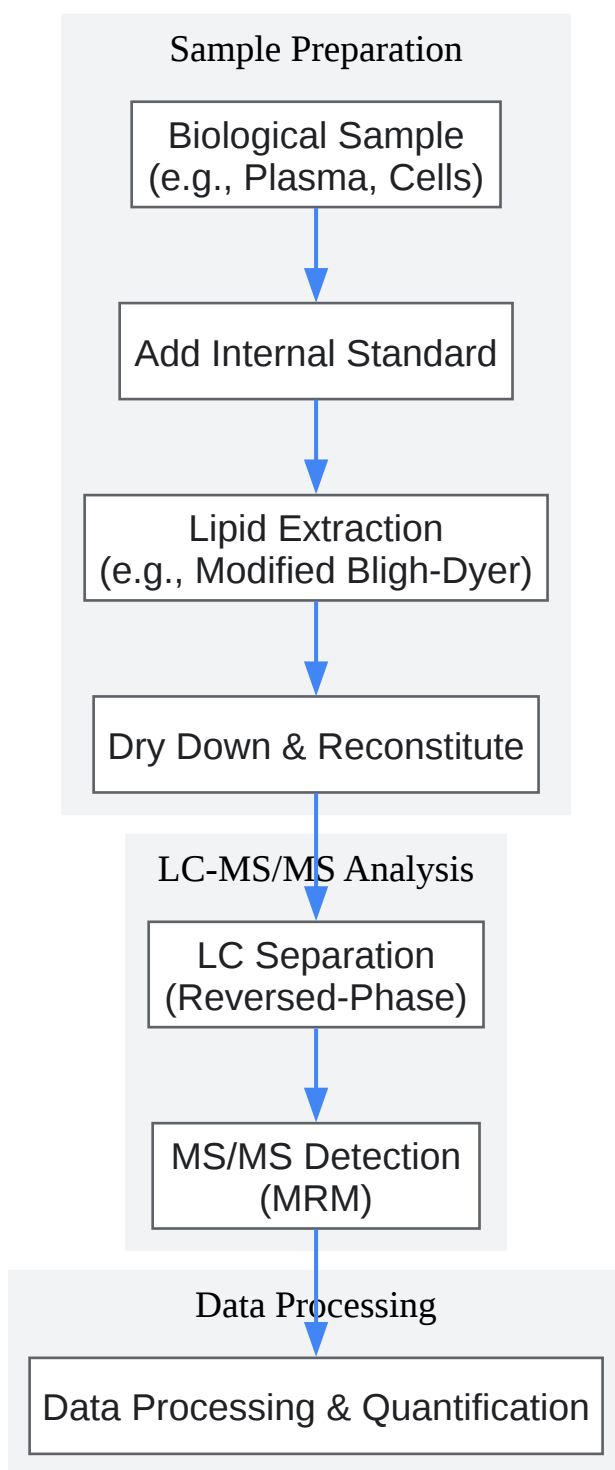 Sample Preparation
Biological Sample
(e.g., Plasma, Cells)
Add Internal Standard
Lipid Extraction
(e.g., Modified Bligh-Dyer)
Dry Down & Reconstitute
LC-MS/MS Analysis
LC Separation
(Reversed-Phase)
MS/MS Detection
(MRM)
Data Processing
Data Processing & Quantification